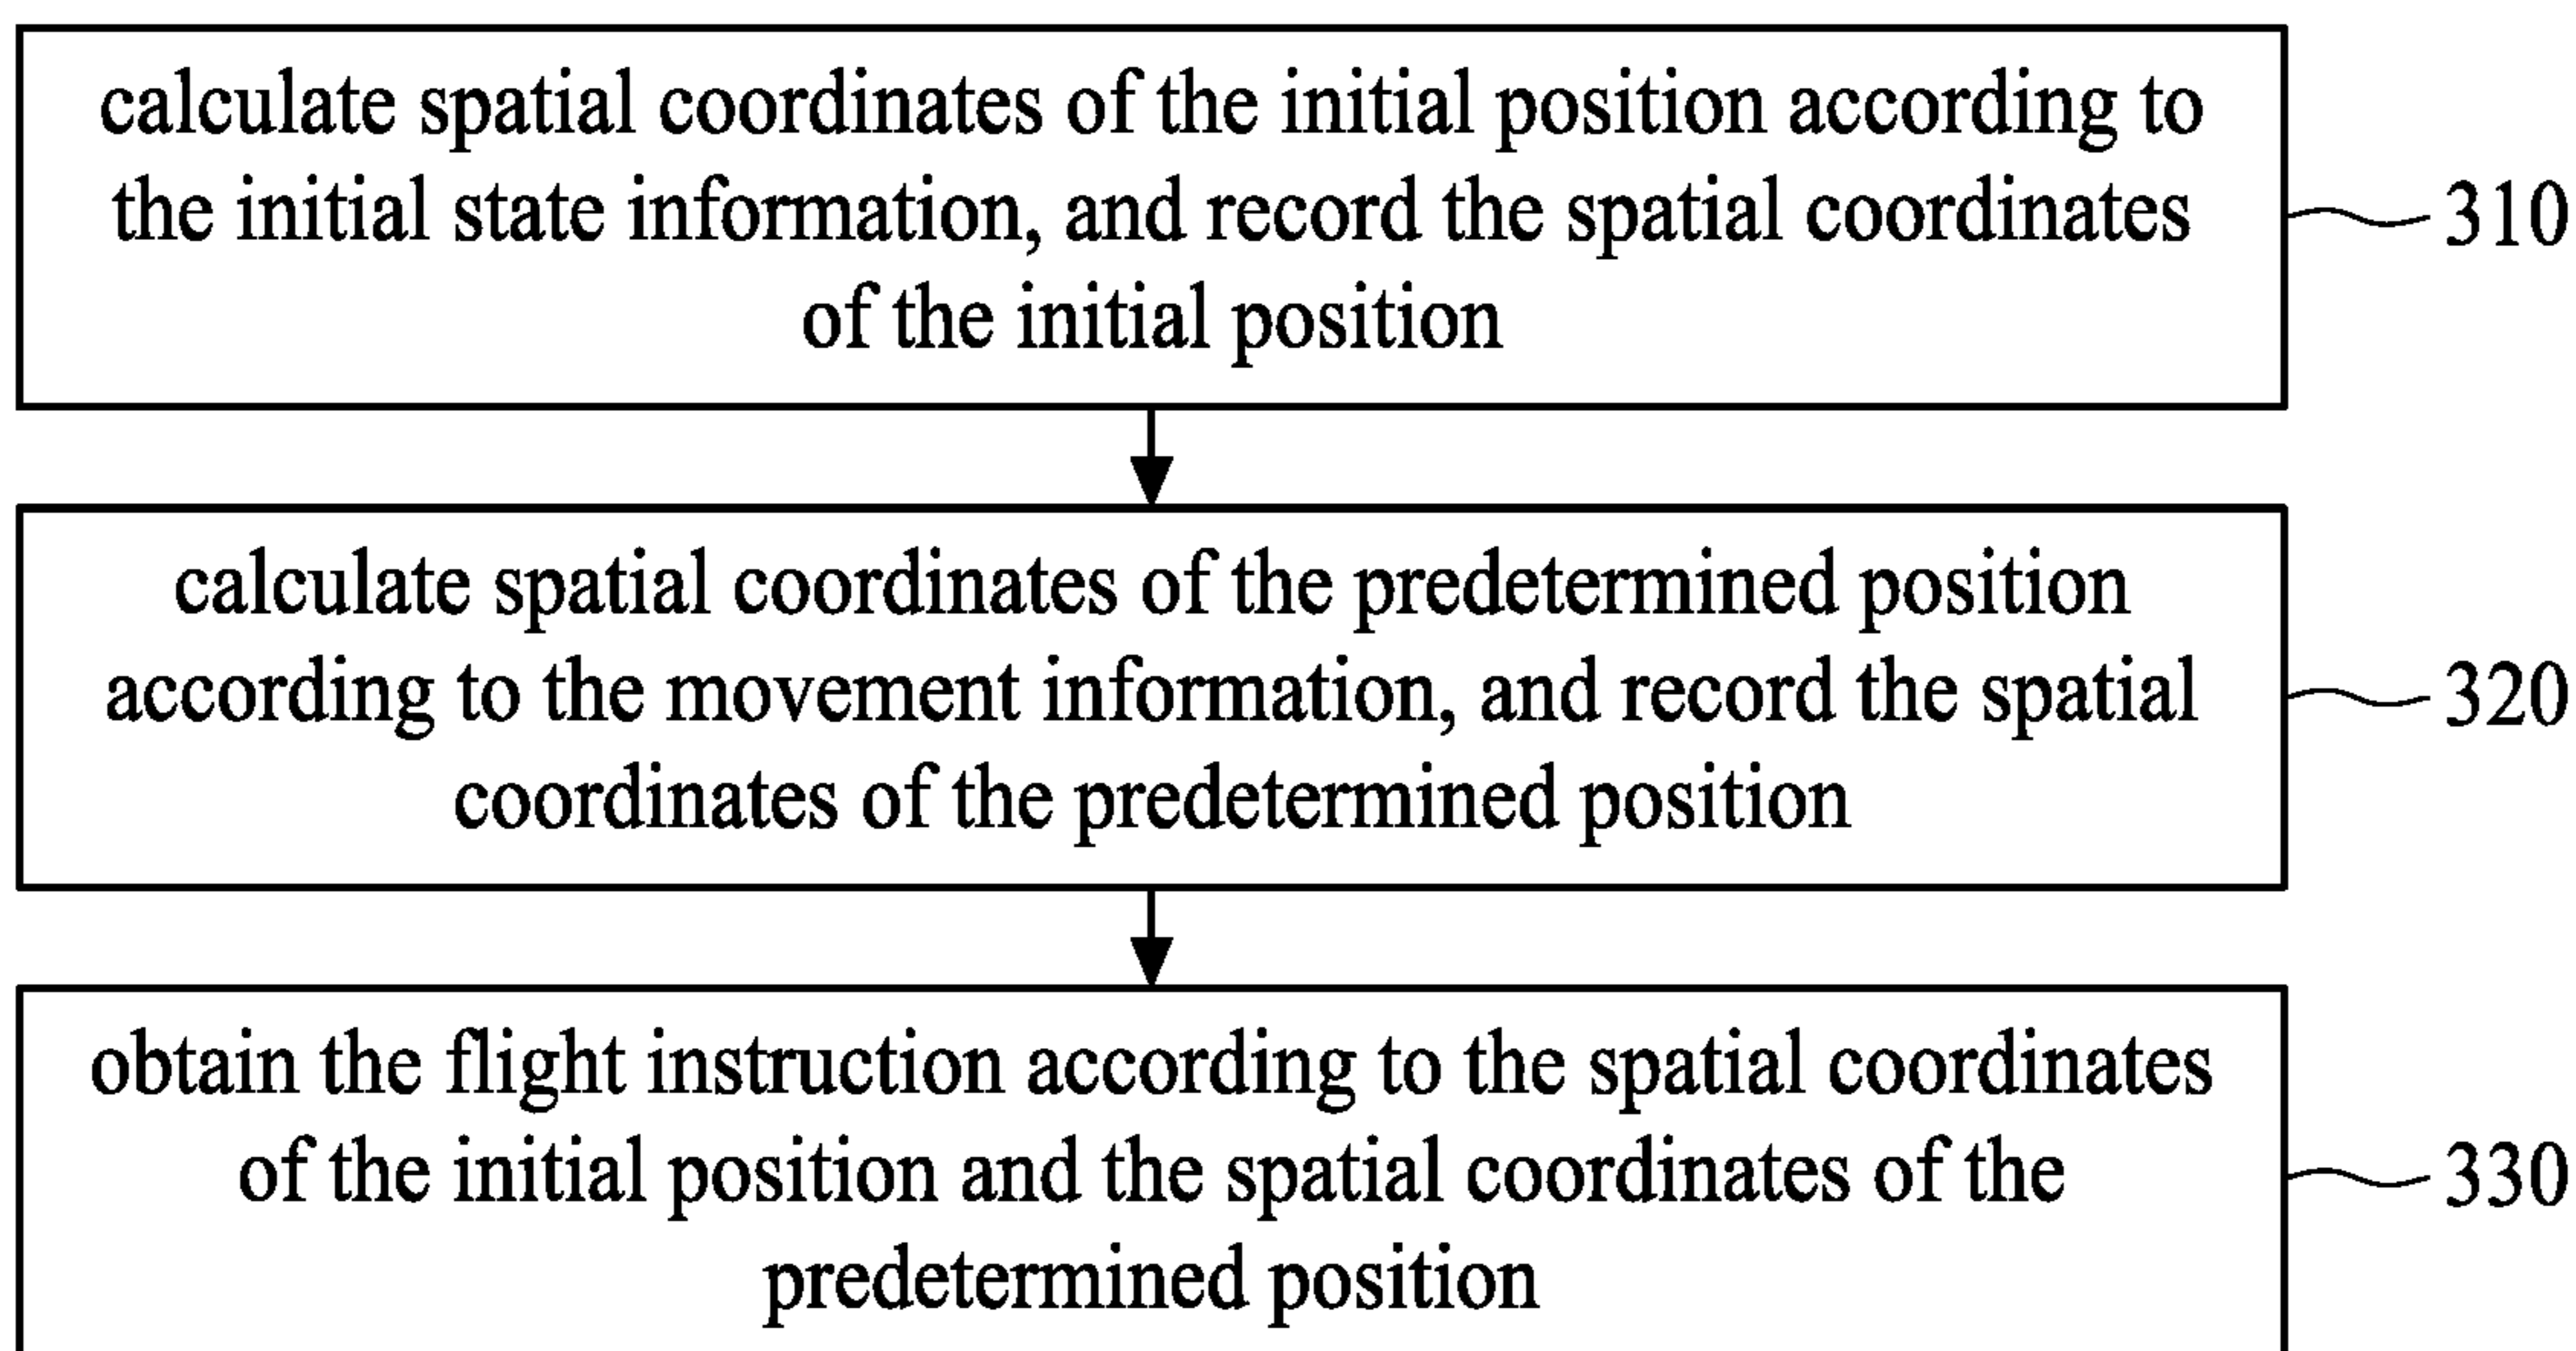 calculate spatial coordinates of the initial position according to
the initial state information, and record the spatial coordinates
of the initial position
310
calculate spatial coordinates of the predetermined position
according to the movement information, and record the spatial
coordinates of the predetermined position
320
obtain the flight instruction according to the spatial coordinates
of the initial position and the spatial coordinates of the
predetermined position
330